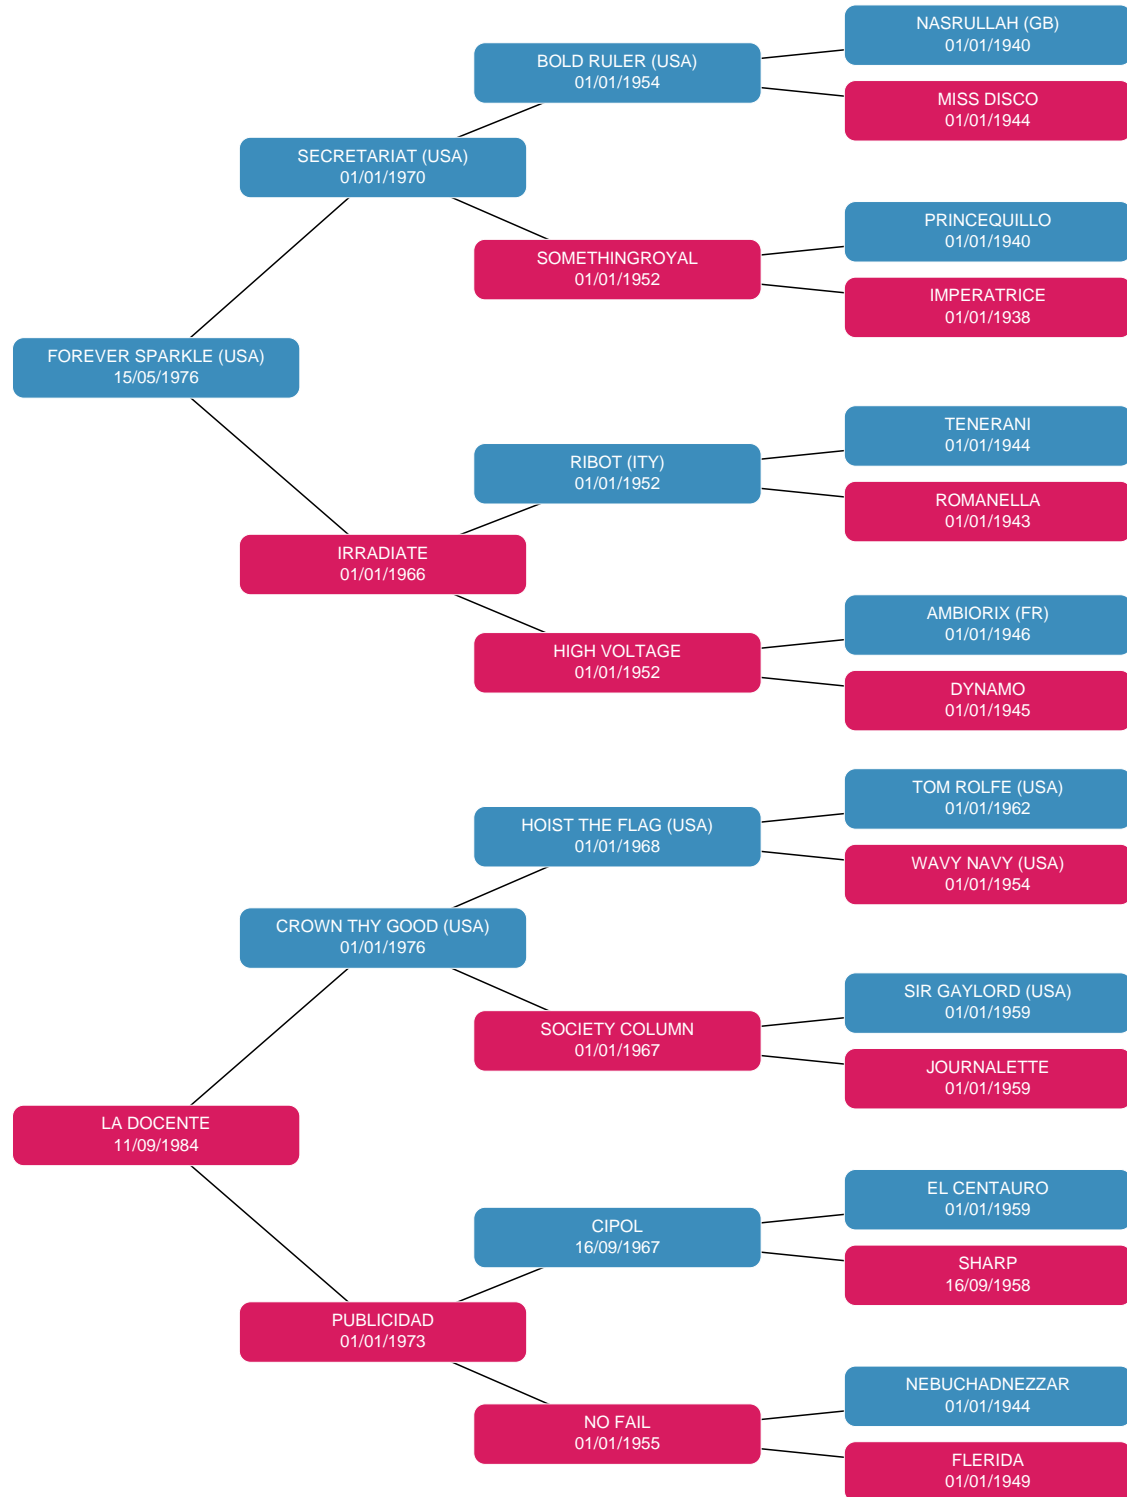 NASRULLAH (GB)
01/01/1940
BOLD RULER (USA)
01/01/1954
MISS DISCO
01/01/1944
SECRETARIAT (USA)
01/01/1970
PRINCEQUILLO
01/01/1940
SOMETHINGROYAL
01/01/1952
IMPERATRICE
01/01/1938
FOREVER SPARKLE (USA)
15/05/1976
TENERANI
01/01/1944
RIBOT (ITY)
01/01/1952
ROMANELLA
01/01/1943
IRRADIATE
01/01/1966
AMBIORIX (FR)
01/01/1946
HIGH VOLTAGE
01/01/1952
DYNAMO
01/01/1945
TOM ROLFE (USA)
01/01/1962
HOIST THE FLAG (USA)
01/01/1968
WAVY NAVY (USA)
01/01/1954
CROWN THY GOOD (USA)
01/01/1976
SIR GAYLORD (USA)
01/01/1959
SOCIETY COLUMN
01/01/1967
JOURNALETTE
01/01/1959
LA DOCENTE
11/09/1984
EL CENTAURO
01/01/1959
CIPOL
16/09/1967
SHARP
16/09/1958
PUBLICIDAD
01/01/1973
NEBUCHADNEZZAR
01/01/1944
NO FAIL
01/01/1955
FLERIDA
01/01/1949